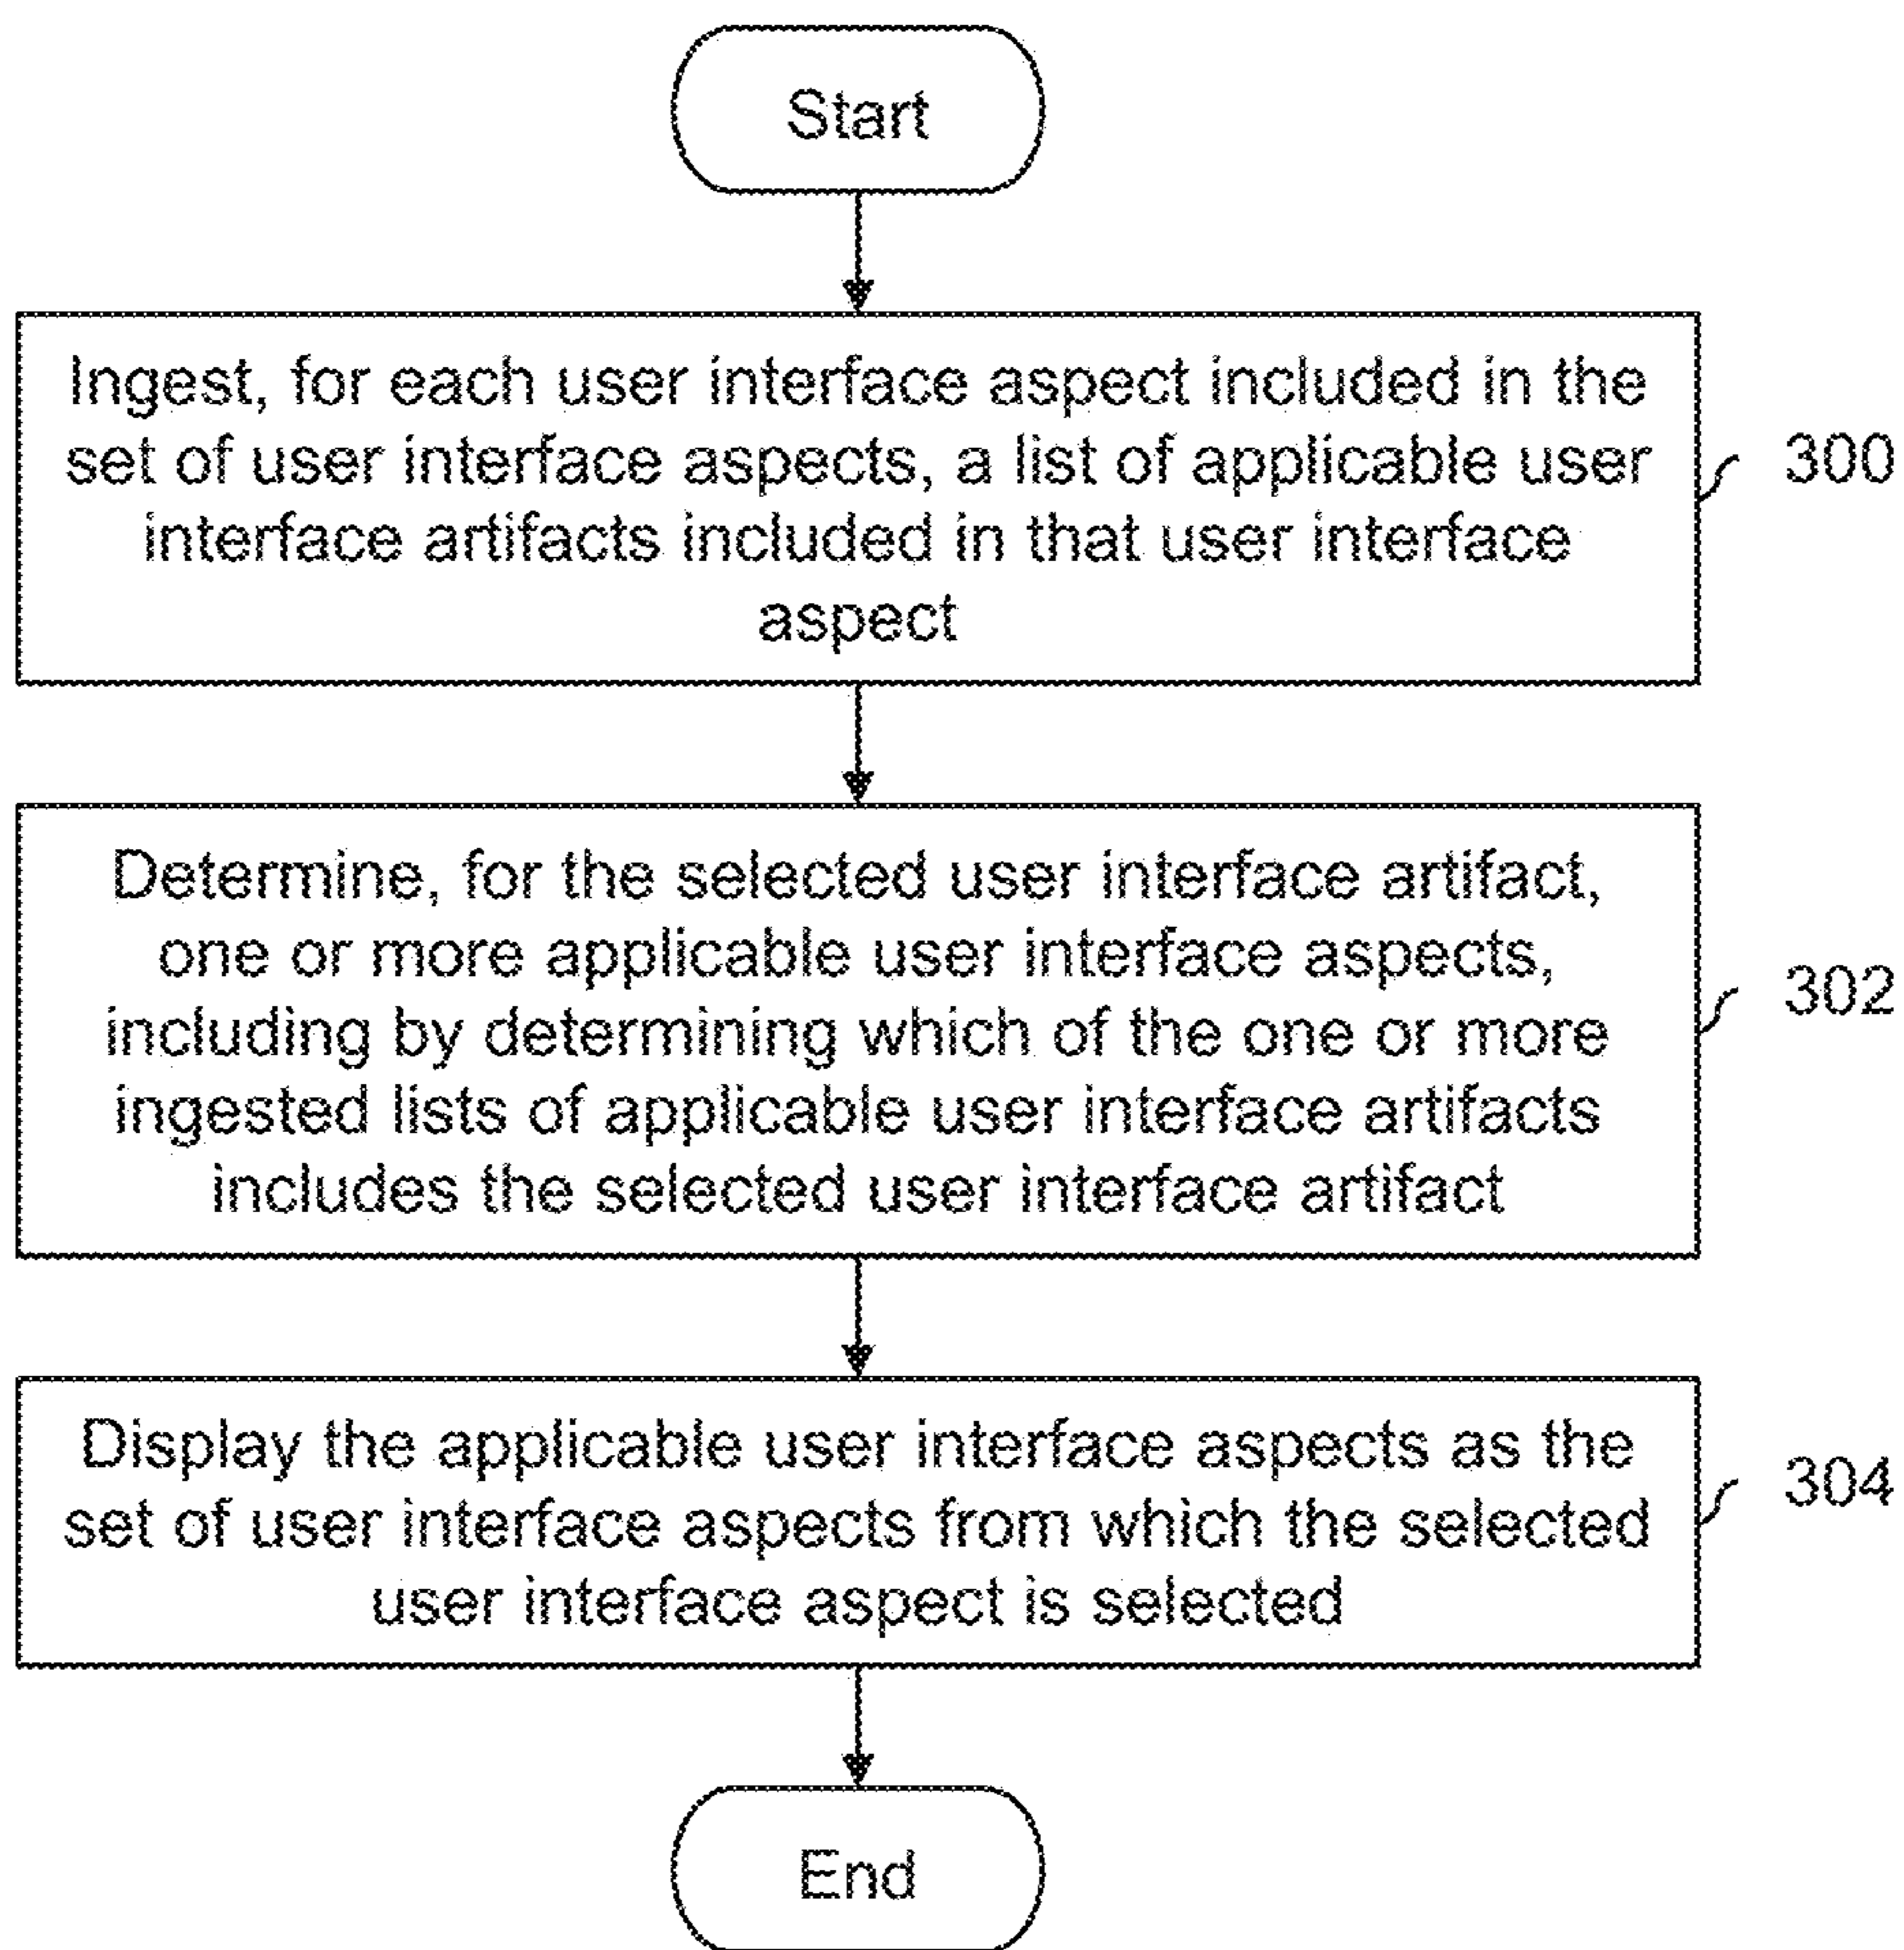 Start
Ingest, for each user interface aspect included in the
set of user interface aspects, a list of applicable user
interface artifacts included in that user interface
aspect
300
Determine, for the selected user interface artifact,
one or more applicable user interface aspects,
including by determining which of the one or more
ingested lists of applicable user interface artifacts
includes the selected user interface artifact
302
Display the applicable user interface aspects as the
set of user interface aspects from which the selected
user interface aspect is selected
304
End